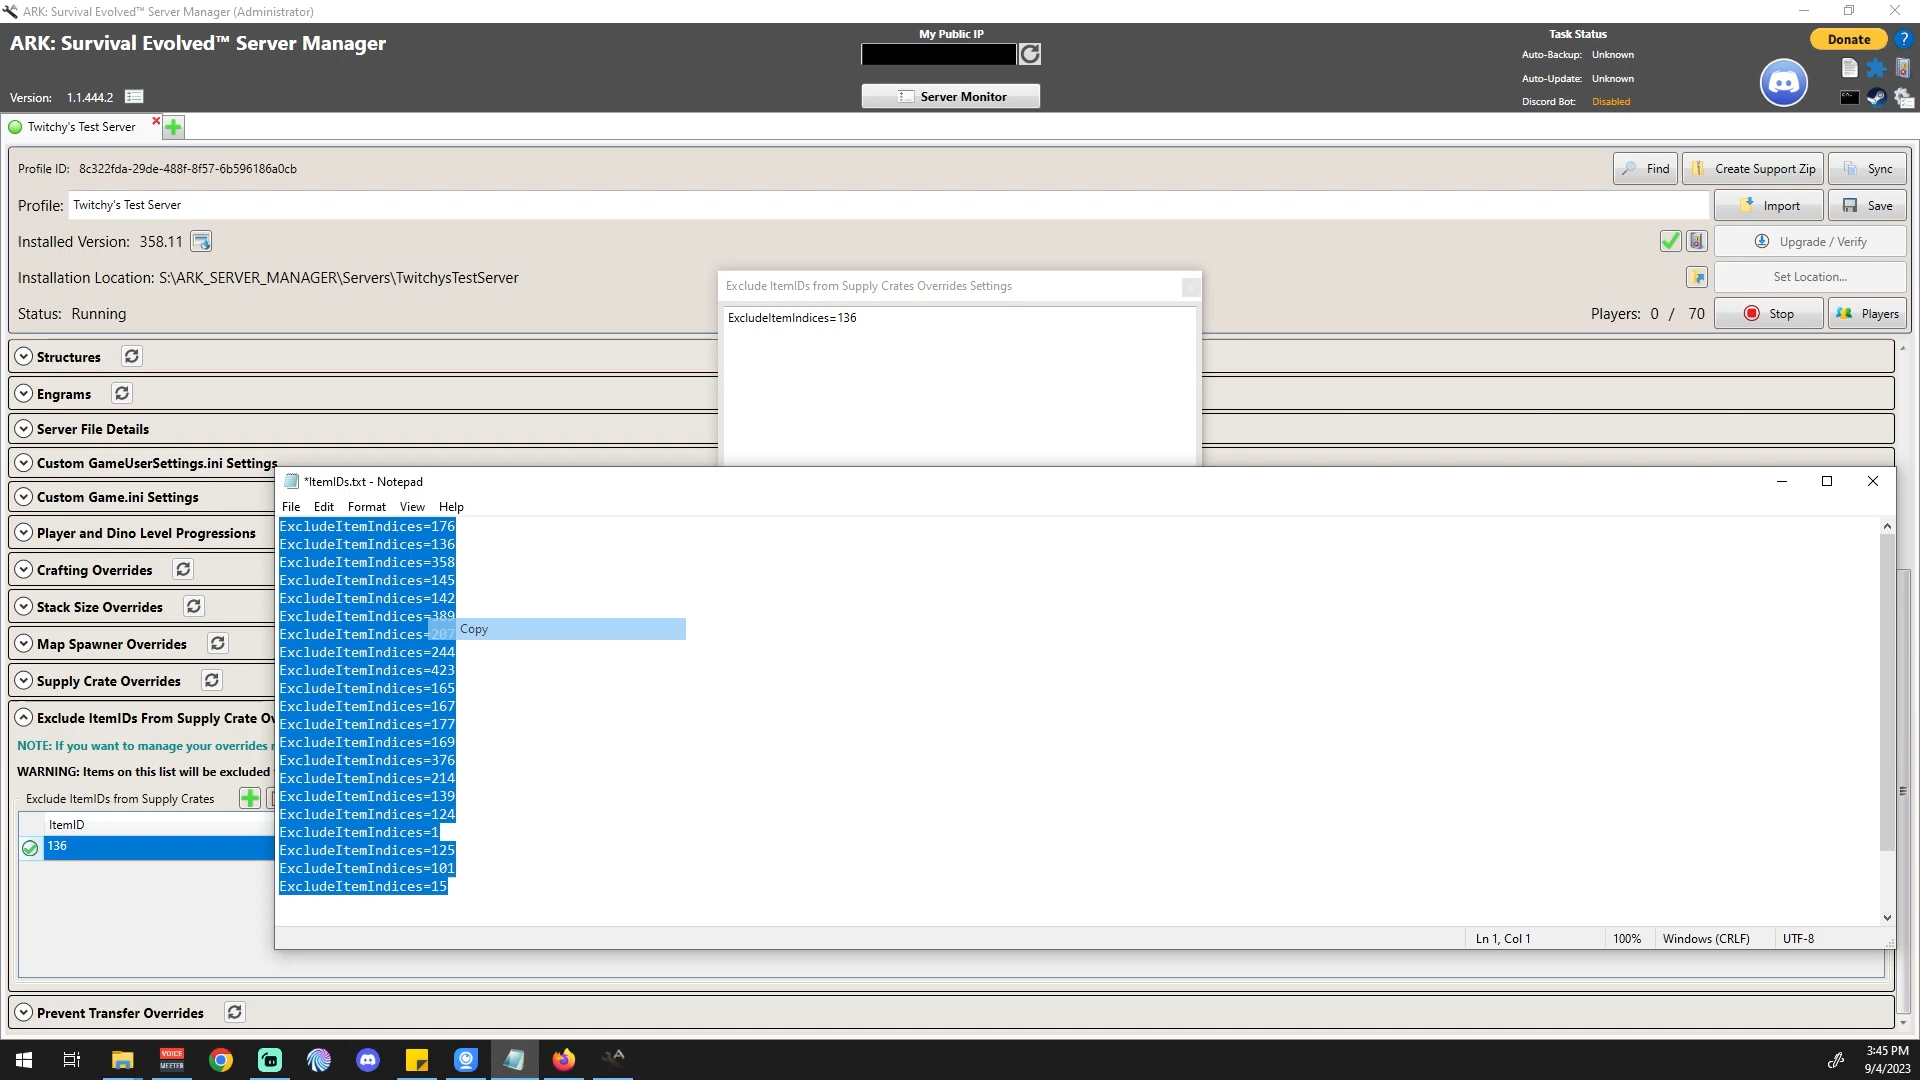 ARK: Survival Evolved™ Server Manager (Administrator)
ARK: Survival Evolved™ Server Manager
My Public IP
Task Status
Donate
Auto-Backup: Unknown
Auto-Update: Unknown
Version: 1.1.444.2
Server Monitor
Discord Bot: Disabled
Twitchy's Test Server
Profile ID: 8c322fda-29de-488f-8f57-6b596186a0cb
Find
Create Support Zip
Sync
Profile: Twitchy's Test Server
Import
Save
Installed Version: 358.11
Upgrade / Verify
Installation Location: S:\ARK_SERVER_MANAGER\Servers\TwitchysTestServer
Set Location...
Status: Running
Players: 0 / 70
Stop
Players
Exclude ItemIDs from Supply Crates Overrides Settings
ExcludeItemIndices=136
Structures
Engrams
Server File Details
Custom GameUserSettings.ini Settings
Custom Game.ini Settings
Player and Dino Level Progressions
Crafting Overrides
Stack Size Overrides
Map Spawner Overrides
Supply Crate Overrides
Exclude ItemIDs From Supply Crate Ov
NOTE: If you want to manage your overrides
WARNING: Items on this list will be excluded
Exclude ItemIDs from Supply Crates
ItemID
136
Prevent Transfer Overrides
*ItemIDs.txt - Notepad
File Edit Format View Help
ExcludeItemIndices=176
ExcludeItemIndices=136
ExcludeItemIndices=358
ExcludeItemIndices=145
ExcludeItemIndices=142
ExcludeItemIndices=389
Copy
ExcludeItemIndices=207
ExcludeItemIndices=244
ExcludeItemIndices=423
ExcludeItemIndices=165
ExcludeItemIndices=167
ExcludeItemIndices=177
ExcludeItemIndices=169
ExcludeItemIndices=376
ExcludeItemIndices=214
ExcludeItemIndices=139
ExcludeItemIndices=124
ExcludeItemIndices=1
ExcludeItemIndices=125
ExcludeItemIndices=101
ExcludeItemIndices=15
Ln 1, Col 1
100%
Windows (CRLF)
UTF-8
VOICE
MEETER
3:45 PM
9/4/2023